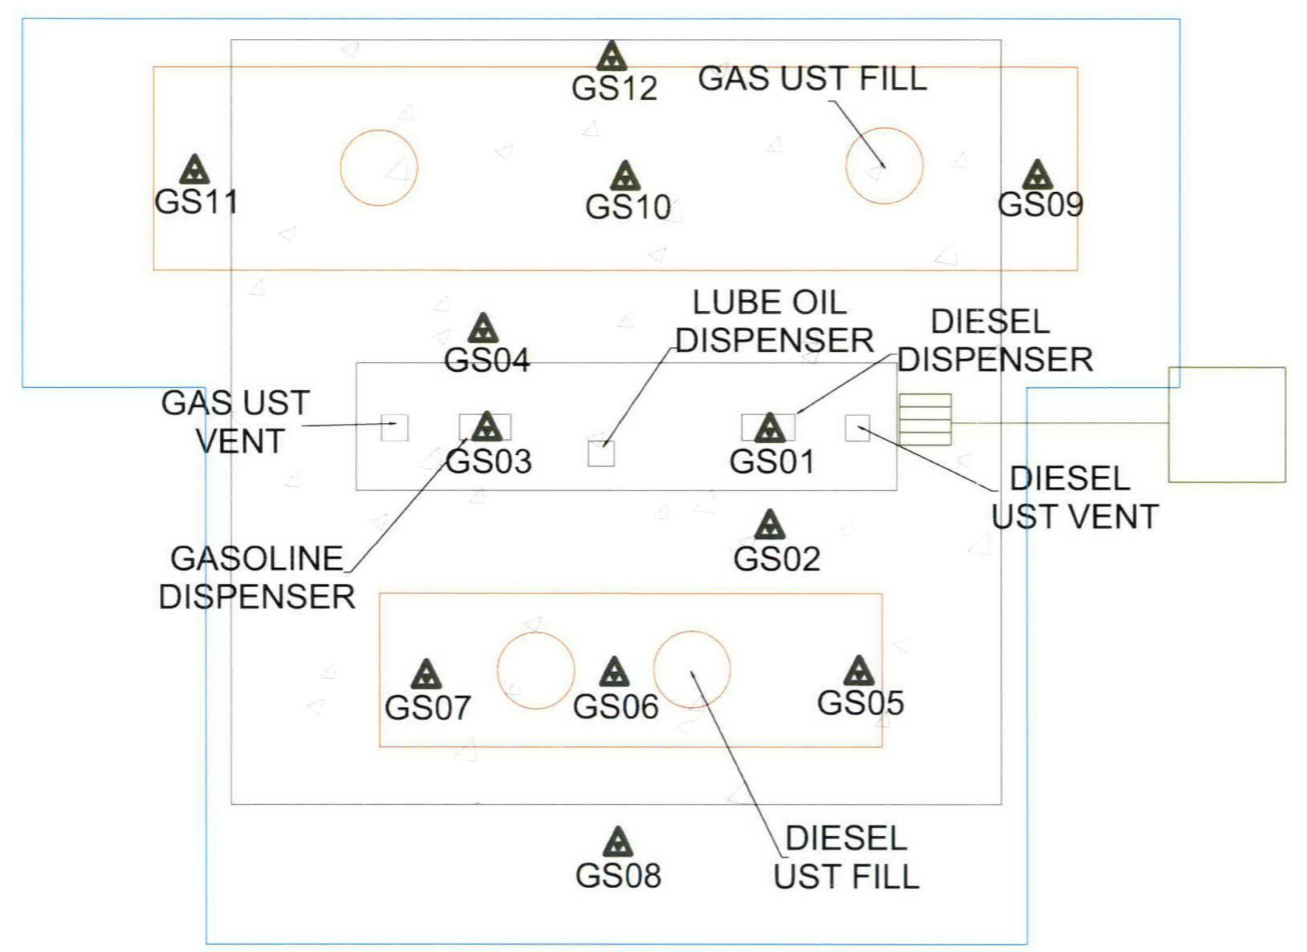 GS12
GAS UST FILL
GS11
GS10
GS09
LUBE OIL
DISPENSER
DIESEL
DISPENSER
GS04
GAS UST
VENT
GS03
GS01
DIESEL
UST VENT
GS02
GASOLINE
DISPENSER
GS07
GS06
GS05
DIESEL
UST FILL
GS08